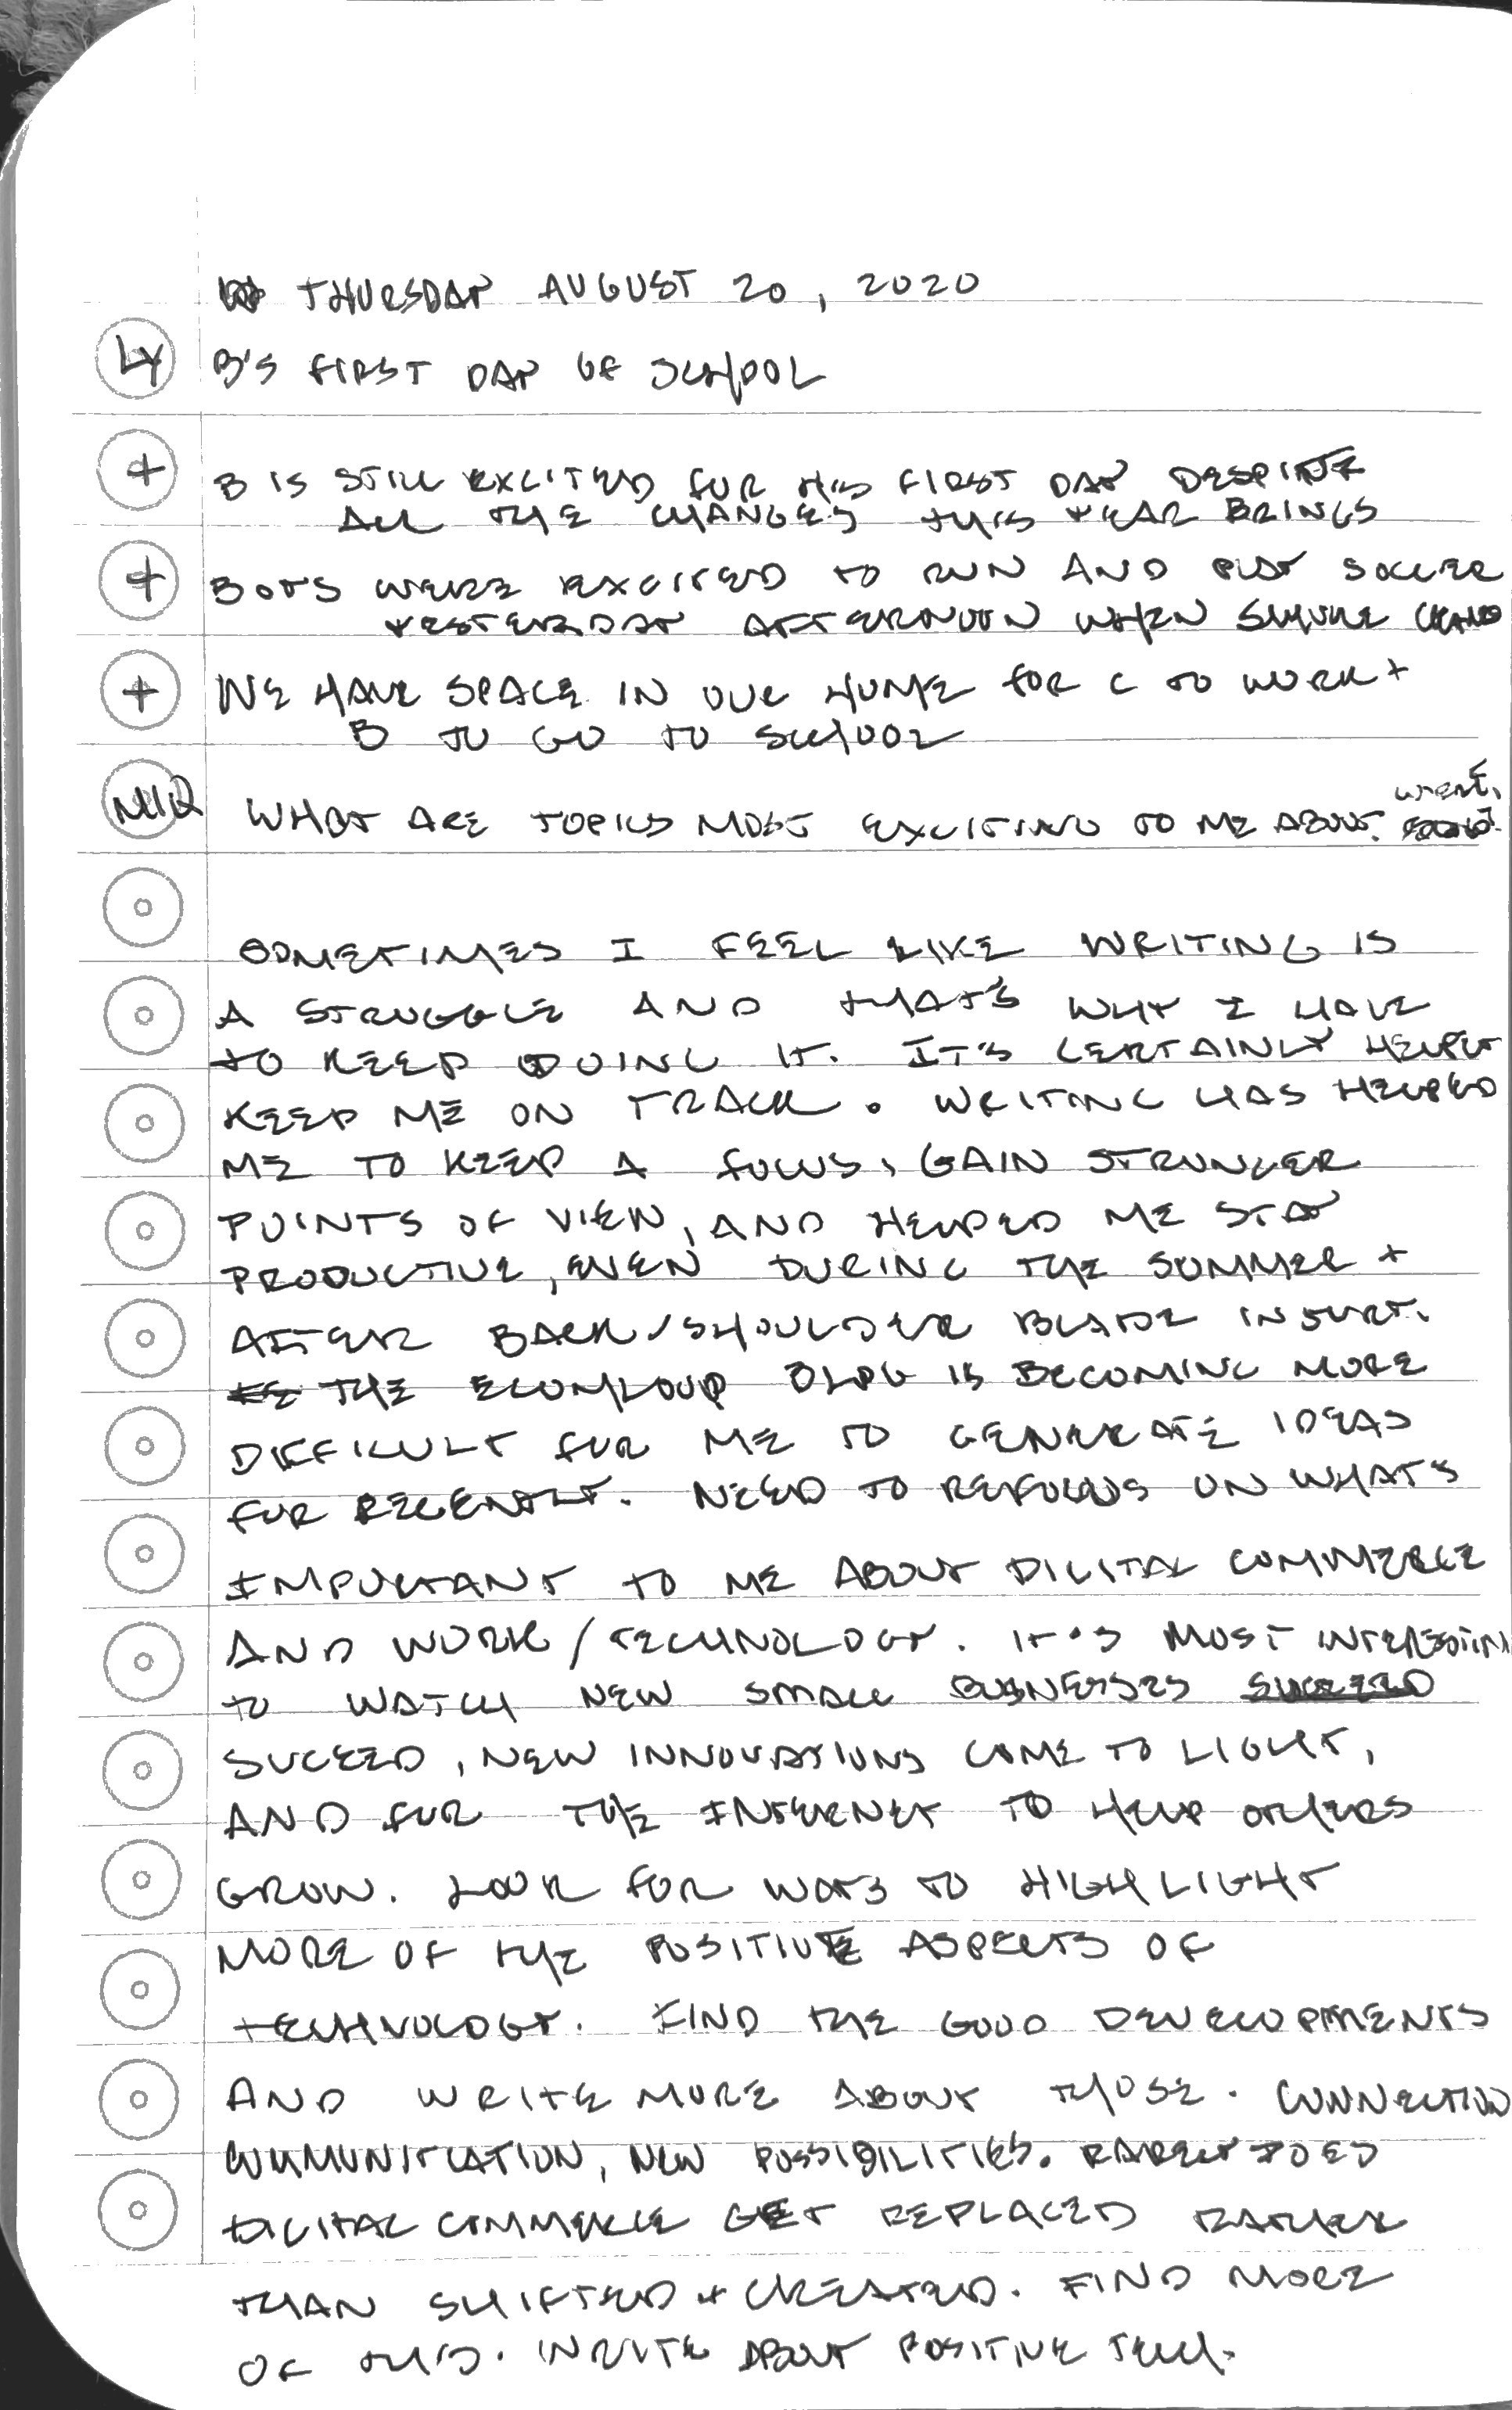 THURSDAY AUGUST 20, 2020
LY B'S FIRST DAY OF SCHOOL
+ B IS STILL EXCITED FOR HIS FIRST DAY DESPITE
ALL THE CHANGES THIS YEAR BRINGS
+ BOYS WERE EXCITED TO RUN AND PLAY SOCCER
YESTERDAY AFTERNOON WHEN SMOKE
+ WE HAVE SPACE IN OUR HOME FOR C TO WORK +
B TO GO TO SCHOOL
MIQ WHAT ARE TOPICS MOST EXCITING TO ME ABOUT
SOMETIMES I FEEL LIKE WRITING IS
A STRUGGLE AND THAT'S WHY I HAVE
TO KEEP DOING IT. IT'S CERTAINLY HELPED
KEEP ME ON TRACK. WRITING HAS HELPED
ME TO KEEP A FOCUS, GAIN STRONGER
POINTS OF VIEW, AND HELPED ME STAY
PRODUCTIVE, EVEN DURING THE SUMMER +
AFTER BACK/SHOULDER BLADE INJURY.
THE BLOG IS BECOMING MORE
DIFFICULT FOR ME TO GENERATE IDEAS
FOR RECENTLY. NEED TO REFOCUS ON WHAT'S
IMPORTANT TO ME ABOUT DIGITAL COMMERCE
AND WORK/TECHNOLOGY. IT'S MOST INTERESTING
TO WATCH NEW SMALL BUSINESSES
SUCCEED, NEW INNOVATIONS COME TO LIGHT,
AND FOR THE INTERNET TO HELP OTHERS
GROW. LOOK FOR WAYS TO HIGHLIGHT
MORE OF THE POSITIVE ASPECTS OF
TECHNOLOGY. FIND THE GOOD DEVELOPMENTS
AND WRITE MORE ABOUT THOSE. CONNECTION
COMMUNICATION, NEW POSSIBILITIES. RARELY DOES
DIGITAL COMMERCE GET REPLACED RATHER
THAN SHIFTED + CREATED. FIND MORE
OF THIS. WRITE ABOUT POSITIVE TECH.